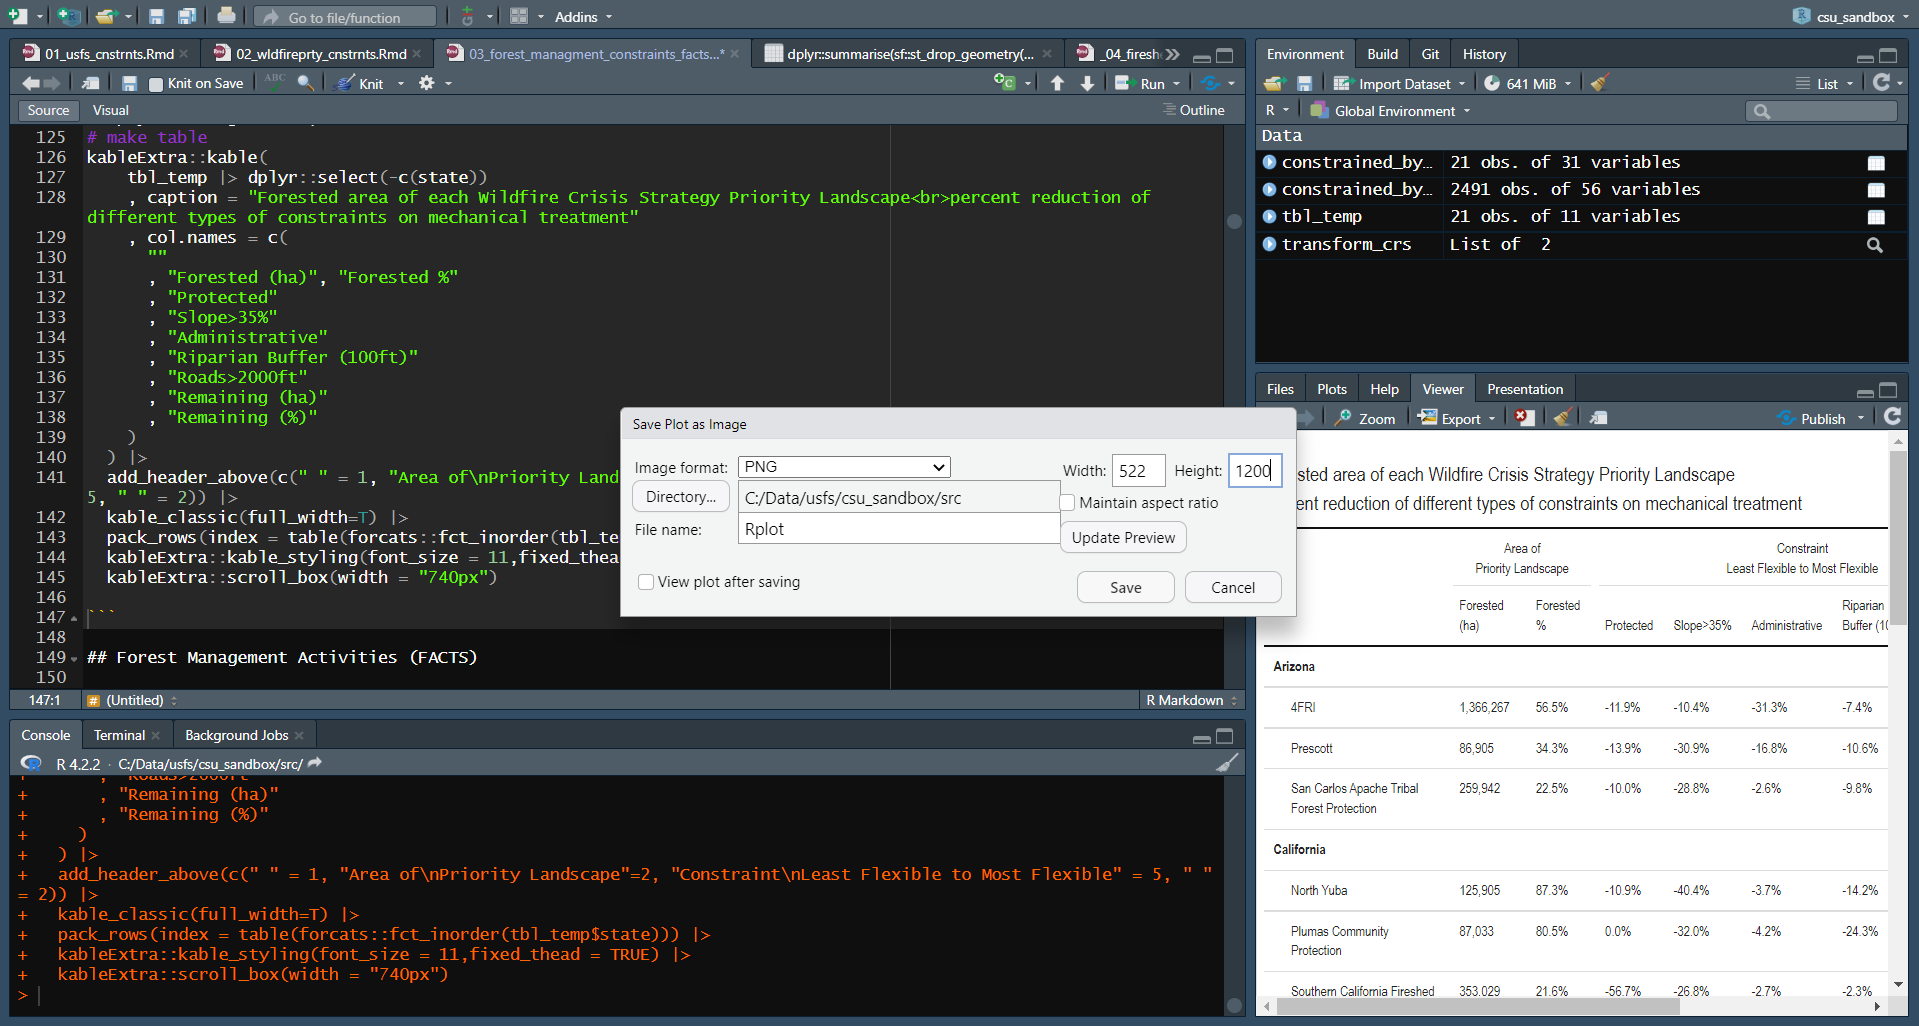 Go to file/function
Addins
csu_sandbox
01_usfs_cnstrnts.Rmd
02_wldfireprty_cnstrnts.Rmd
03_forest_managment_constraints_facts...*
dplyr::summarise(sf::st_drop_geometry(...
_04_firesh
Knit on Save
ABC
Knit
Run
Source
Visual
Outline
125 # make table
126 kableExtra::kable(
127 tbl_temp |> dplyr::select(-c(state))
128 , caption = "Forested area of each Wildfire Crisis Strategy Priority Landscape<br>percent reduction of
different types of constraints on mechanical treatment"
129 , col.names = c(
130 ""
131 , "Forested (ha)", "Forested %"
132 , "Protected"
133 , "Slope>35%"
134 , "Administrative"
135 , "Riparian Buffer (100ft)"
136 , "Roads>2000ft"
137 , "Remaining (ha)"
138 , "Remaining (%)"
139 )
140 ) |>
141 add_header_above(c(" " = 1, "Area of\nPriority Land
5, " " = 2)) |>
142 kable_classic(full_width=T) |>
143 pack_rows(index = table(forcats::fct_inorder(tbl_te
144 kableExtra::kable_styling(font_size = 11,fixed_thea
145 kableExtra::scroll_box(width = "740px")
146
147 ```
148
149 ## Forest Management Activities (FACTS)
150
147:1
# (Untitled)
R Markdown
Console
Terminal
Background Jobs
R 4.2.2 · C:/Data/usfs/csu_sandbox/src/
+ , "Roads>2000ft"
+ , "Remaining (ha)"
+ , "Remaining (%)"
+ )
+ ) |>
+ add_header_above(c(" " = 1, "Area of\nPriority Landscape"=2, "Constraint\nLeast Flexible to Most Flexible" = 5, " "
= 2)) |>
+ kable_classic(full_width=T) |>
+ pack_rows(index = table(forcats::fct_inorder(tbl_temp$state))) |>
+ kableExtra::kable_styling(font_size = 11,fixed_thead = TRUE) |>
+ kableExtra::scroll_box(width = "740px")
>
Save Plot as Image
Image format: PNG
Width: 522 Height: 1200
Directory... C:/Data/usfs/csu_sandbox/src
Maintain aspect ratio
File name: Rplot
Update Preview
View plot after saving
Save
Cancel
Environment
Build
Git
History
Import Dataset
641 MiB
List
R
Global Environment
Data
constrained_by... 21 obs. of 31 variables
constrained_by... 2491 obs. of 56 variables
tbl_temp 21 obs. of 11 variables
transform_crs List of 2
Files
Plots
Help
Viewer
Presentation
Zoom
Export
Publish
sted area of each Wildfire Crisis Strategy Priority Landscape
ent reduction of different types of constraints on mechanical treatment
Area of
Priority Landscape
Constraint
Least Flexible to Most Flexible
Forested
(ha)
Forested
%
Protected
Slope>35%
Administrative
Riparian
Buffer (10
Arizona
4FRI 1,366,267 56.5% -11.9% -10.4% -31.3% -7.4%
Prescott 86,905 34.3% -13.9% -30.9% -16.8% -10.6%
San Carlos Apache Tribal
Forest Protection
259,942 22.5% -10.0% -28.8% -2.6% -9.8%
California
North Yuba 125,905 87.3% -10.9% -40.4% -3.7% -14.2%
Plumas Community
Protection
87,033 80.5% 0.0% -32.0% -4.2% -24.3%
Southern California Fireshed 353,029 21.6% -56.7% -26.8% -2.7% -2.3%